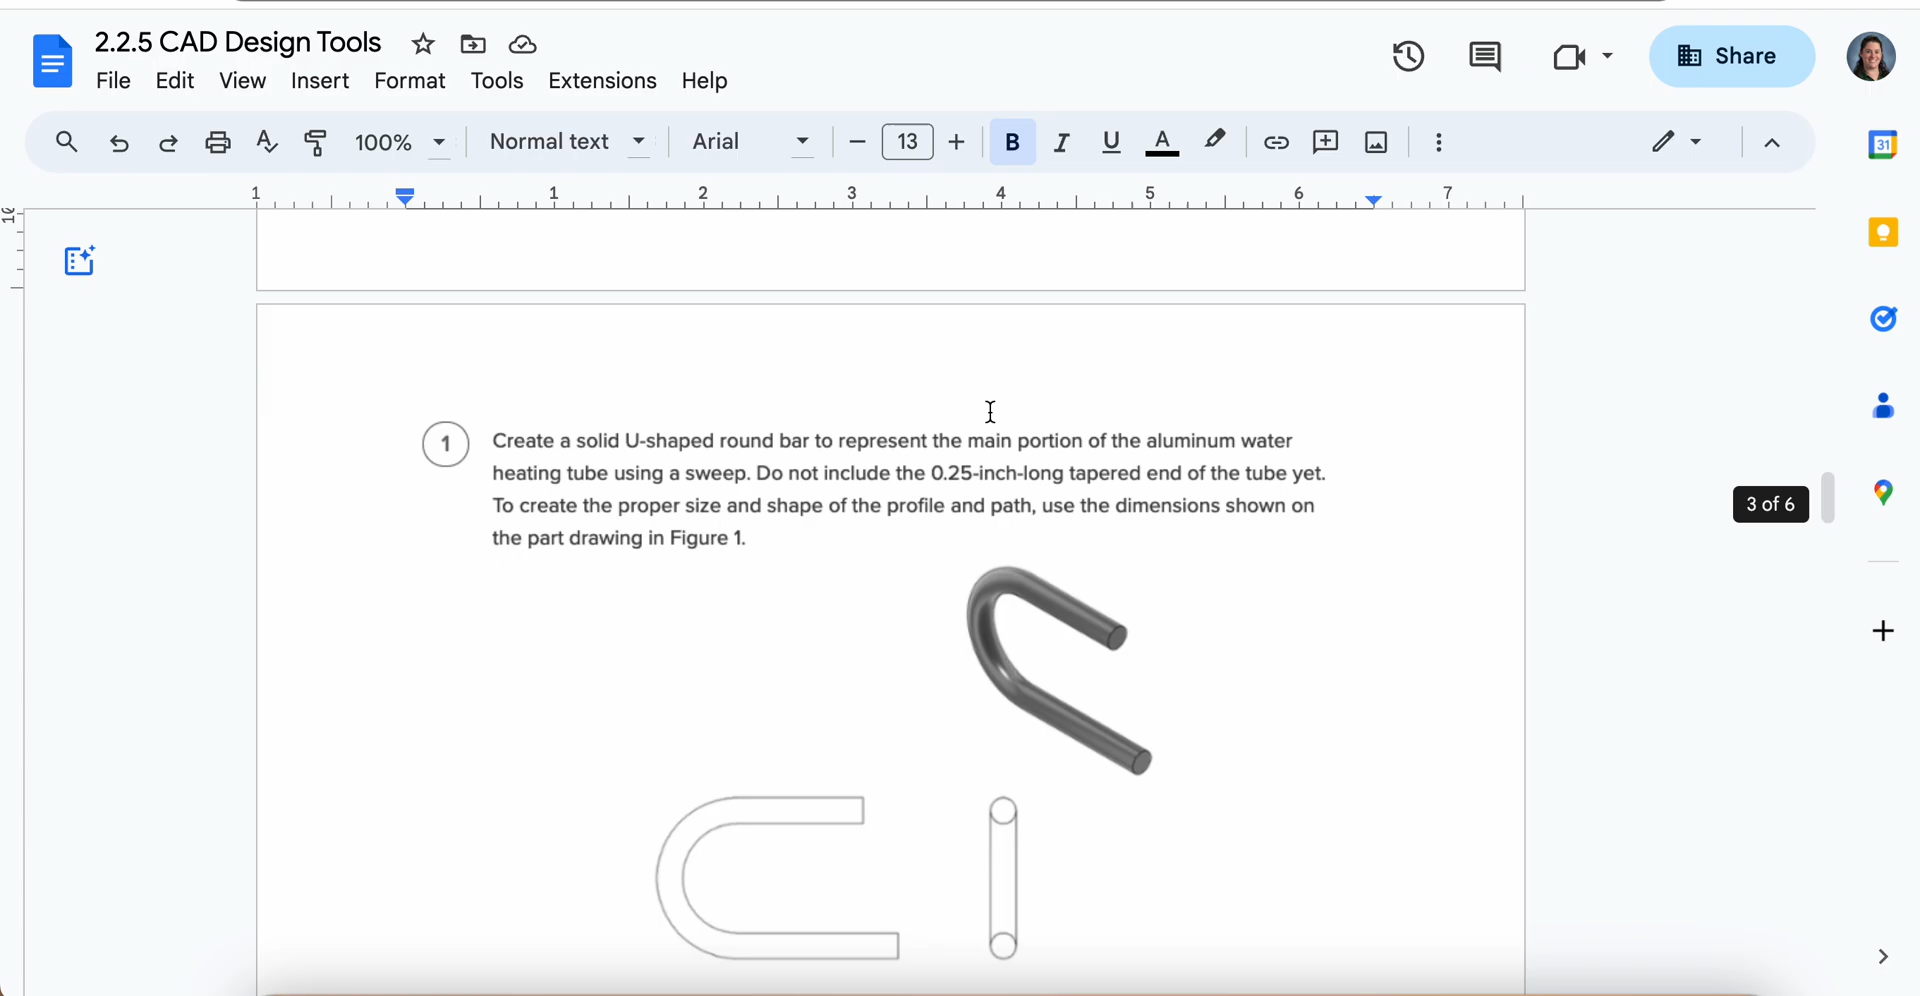 2.2.5 CAD Design Tools
File Edit View Insert Format Tools Extensions Help
Share
100% Normal text Arial 13 B I U A
31
1 1 2 3 4 5 6 7
1 Create a solid U-shaped round bar to represent the main portion of the aluminum water
heating tube using a sweep. Do not include the 0.25-inch-long tapered end of the tube yet.
To create the proper size and shape of the profile and path, use the dimensions shown on
the part drawing in Figure 1.
3 of 6